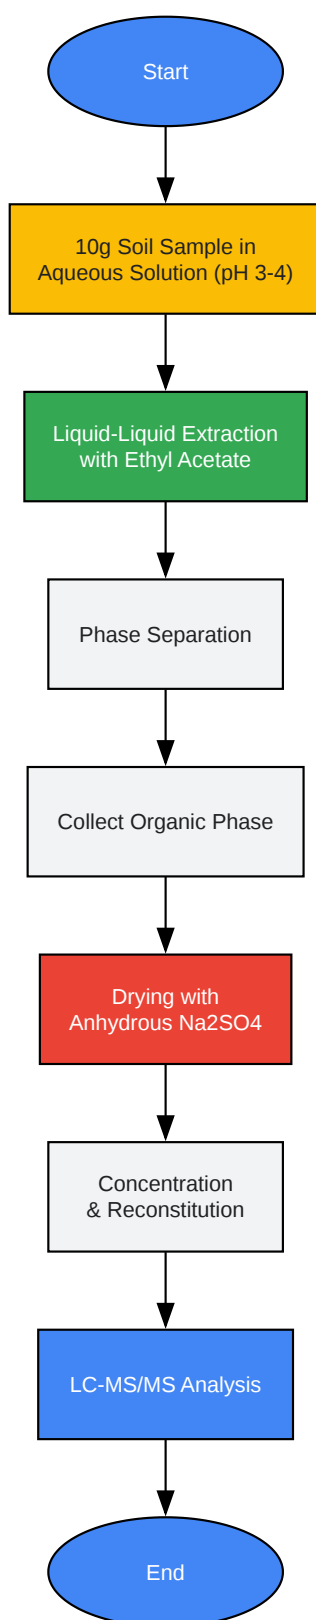 Start
10g Soil Sample in
Aqueous Solution (pH 3-4)
Liquid-Liquid Extraction
with Ethyl Acetate
Phase Separation
Collect Organic Phase
Drying with
Anhydrous Na2SO4
Concentration
& Reconstitution
LC-MS/MS Analysis
End